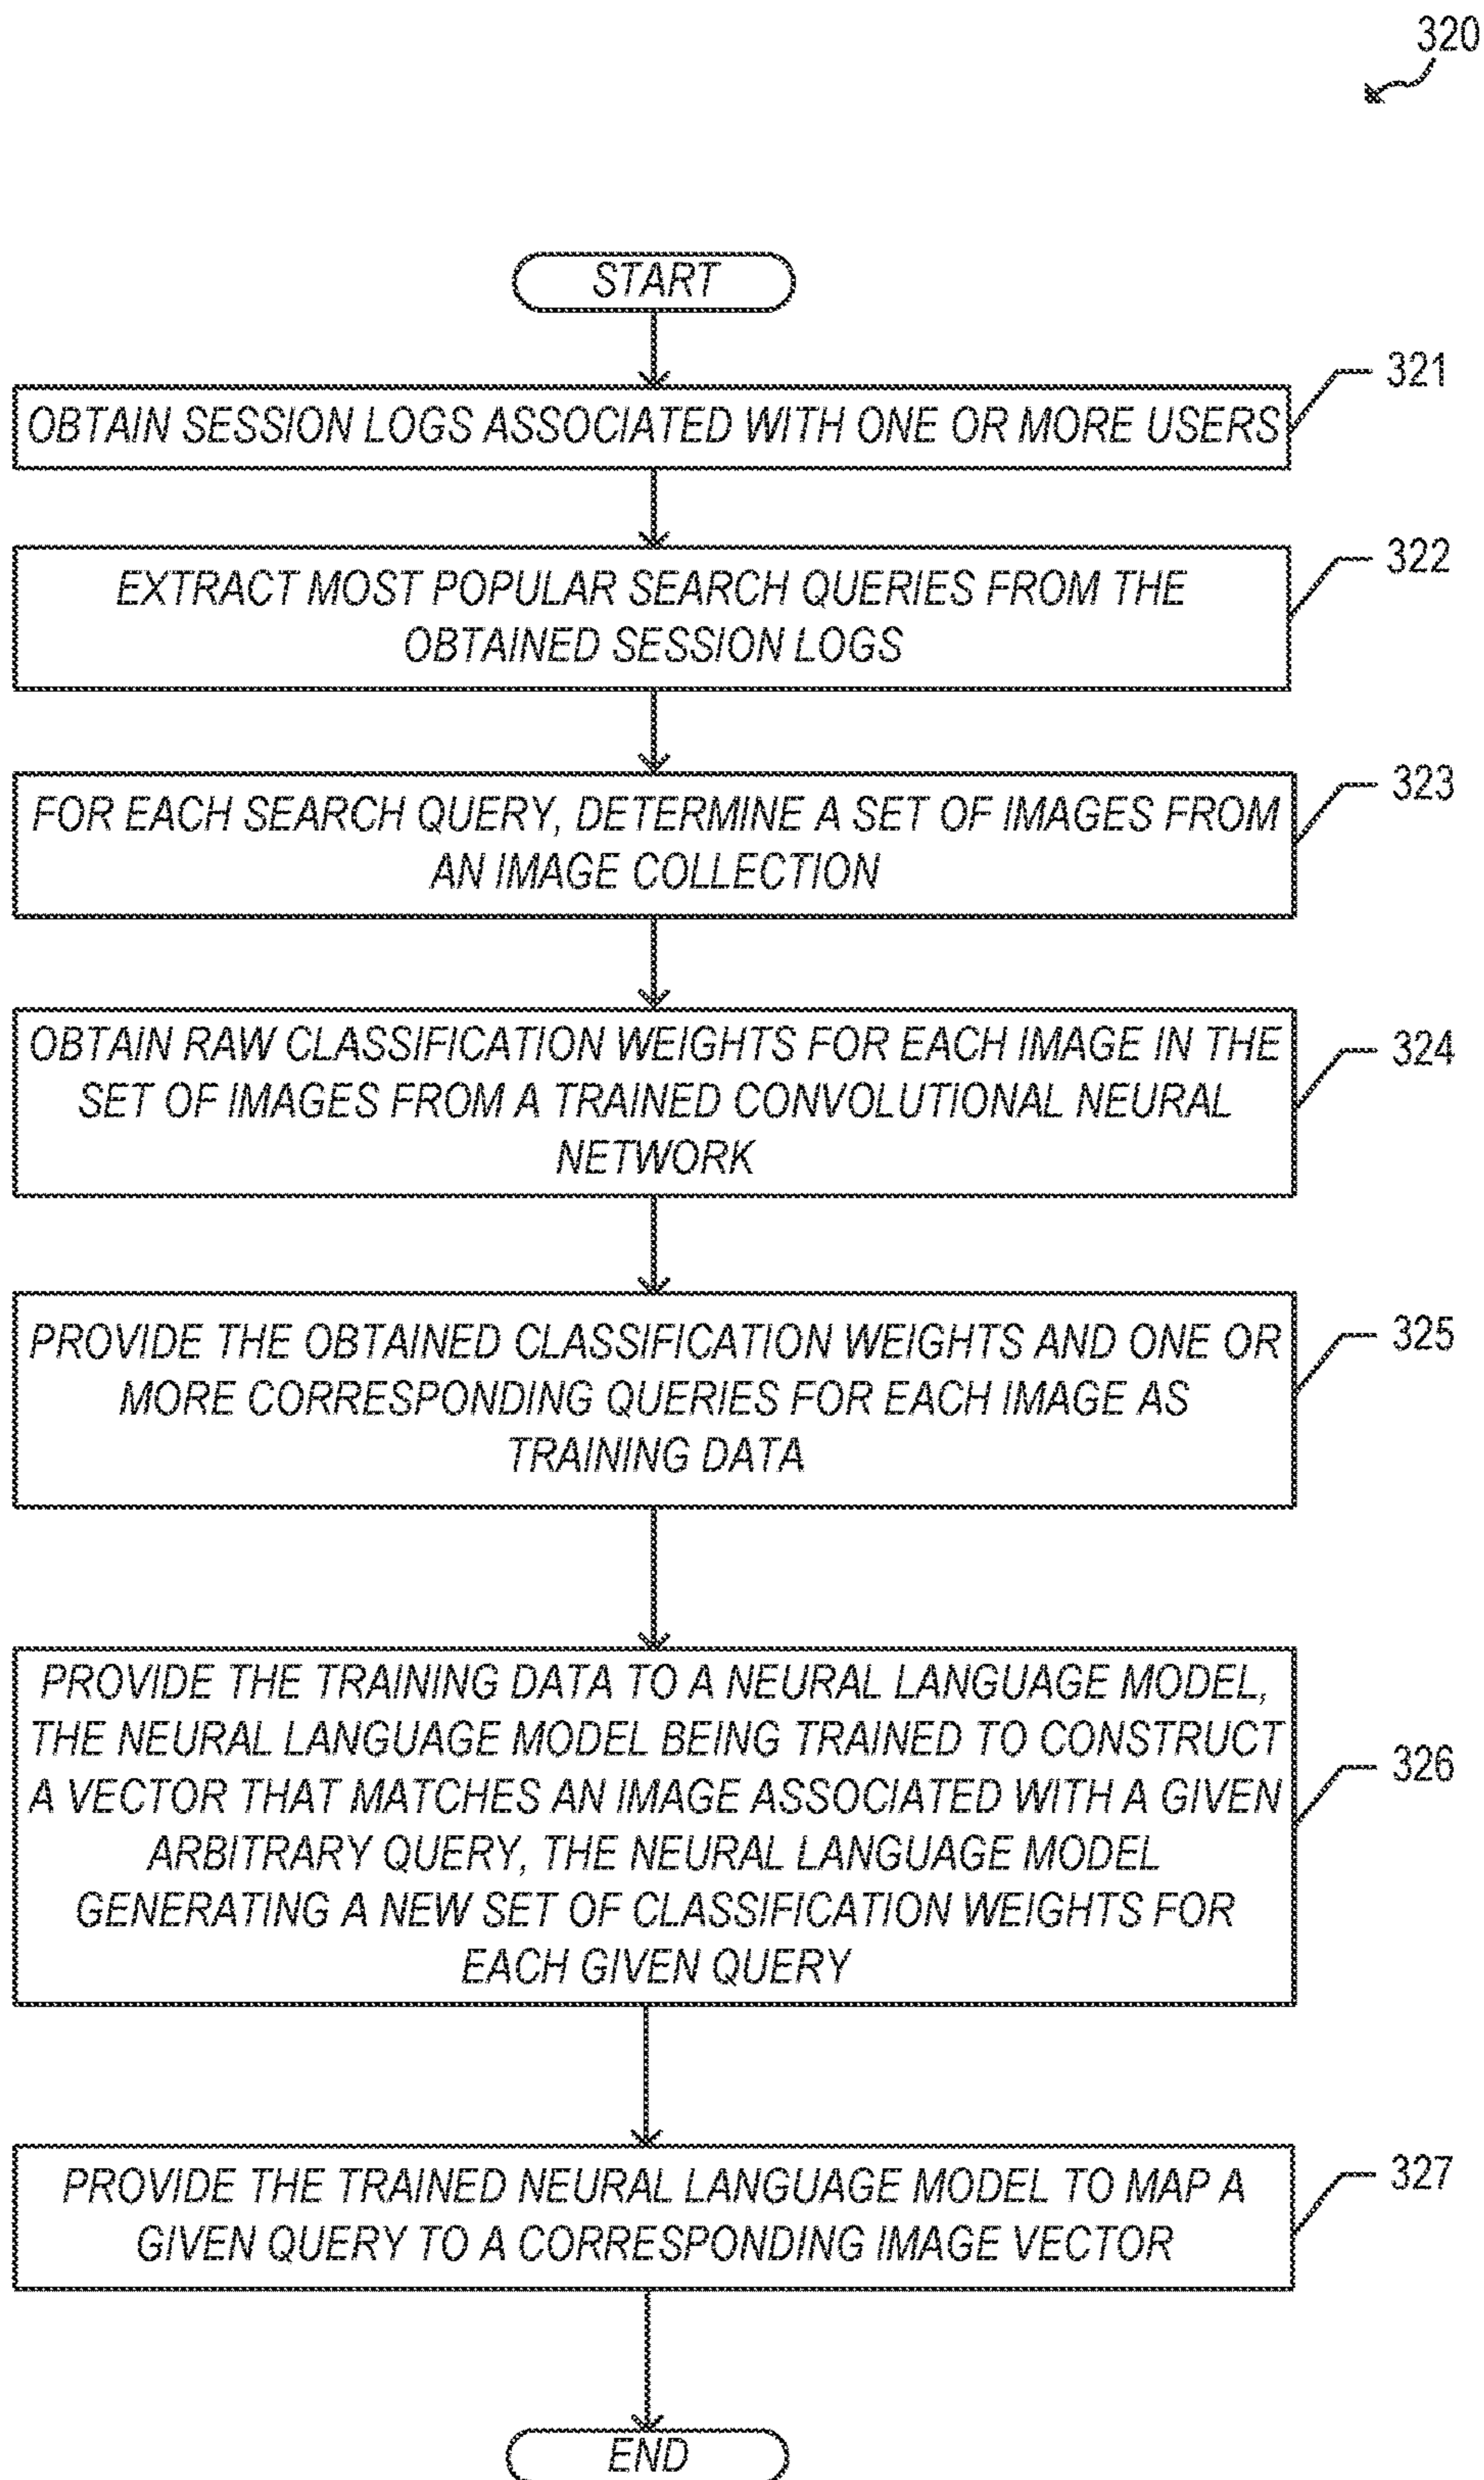 320
START
321
OBTAIN SESSION LOGS ASSOCIATED WITH ONE OR MORE USERS
322
EXTRACT MOST POPULAR SEARCH QUERIES FROM THE
OBTAINED SESSION LOGS
323
FOR EACH SEARCH QUERY, DETERMINE A SET OF IMAGES FROM
AN IMAGE COLLECTION
324
OBTAIN RAW CLASSIFICATION WEIGHTS FOR EACH IMAGE IN THE
SET OF IMAGES FROM A TRAINED CONVOLUTIONAL NEURAL
NETWORK
325
PROVIDE THE OBTAINED CLASSIFICATION WEIGHTS AND ONE OR
MORE CORRESPONDING QUERIES FOR EACH IMAGE AS
TRAINING DATA
326
PROVIDE THE TRAINING DATA TO A NEURAL LANGUAGE MODEL,
THE NEURAL LANGUAGE MODEL BEING TRAINED TO CONSTRUCT
A VECTOR THAT MATCHES AN IMAGE ASSOCIATED WITH A GIVEN
ARBITRARY QUERY, THE NEURAL LANGUAGE MODEL
GENERATING A NEW SET OF CLASSIFICATION WEIGHTS FOR
EACH GIVEN QUERY
327
PROVIDE THE TRAINED NEURAL LANGUAGE MODEL TO MAP A
GIVEN QUERY TO A CORRESPONDING IMAGE VECTOR
END